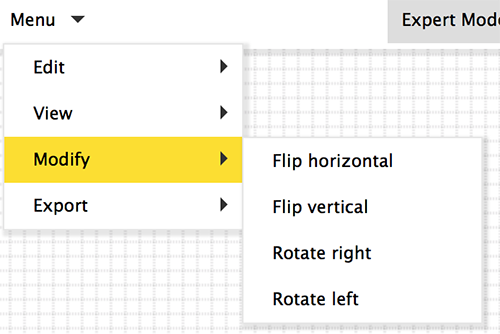 Menu
Expert Mod
Edit
View
Modify
Export
Flip horizontal
Flip vertical
Rotate right
Rotate left